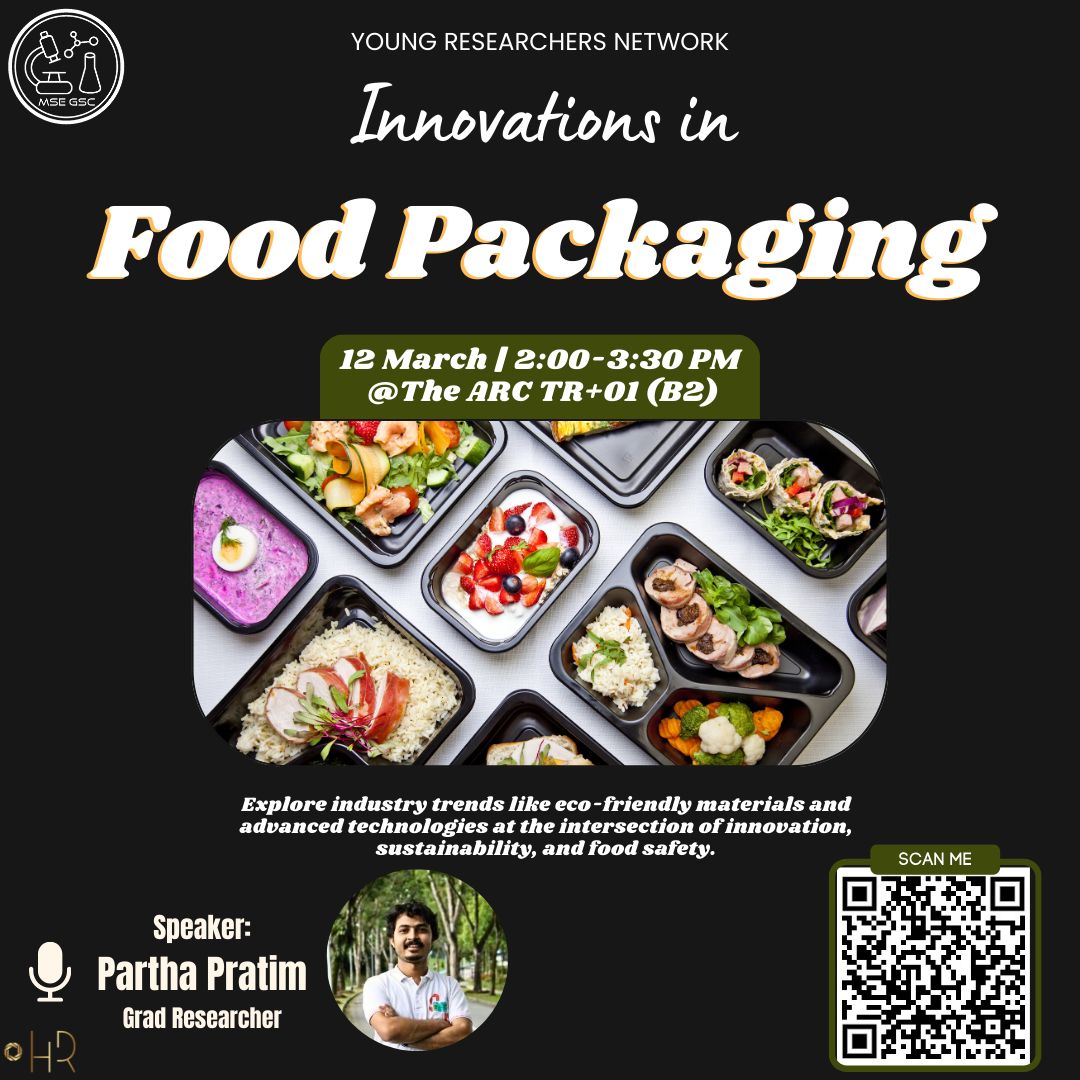 MSE GSC
YOUNG RESEARCHERS NETWORK
Innovations in
Food Packaging
12 March | 2:00-3:30 PM
@The ARC TR+01 (B2)
Explore industry trends like eco-friendly materials and
advanced technologies at the intersection of innovation,
sustainability, and food safety.
SCAN ME
Speaker:
Partha Pratim
Grad Researcher
HR